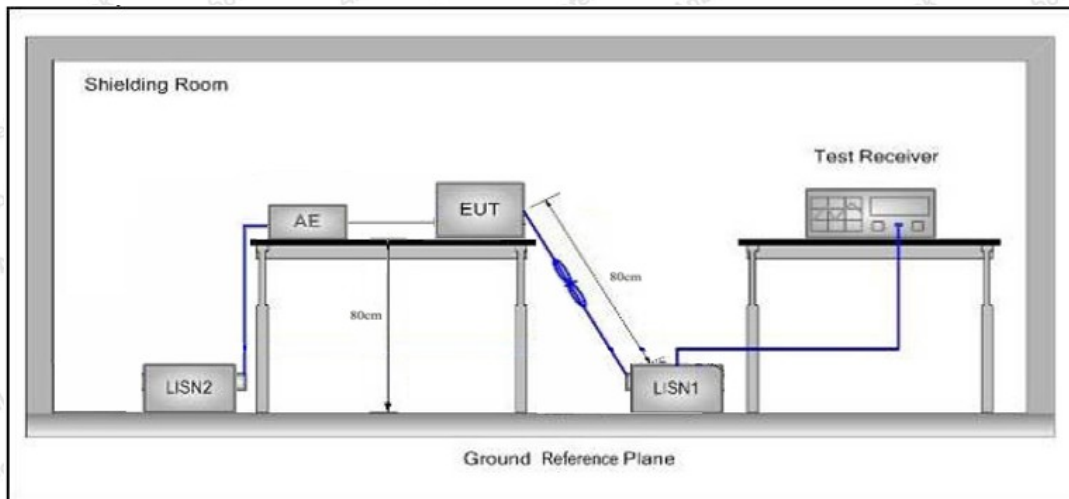 Shielding Room
Test Receiver
EUT
AE
80cm
80cm
LISN2
LISN1
Ground Reference Plane